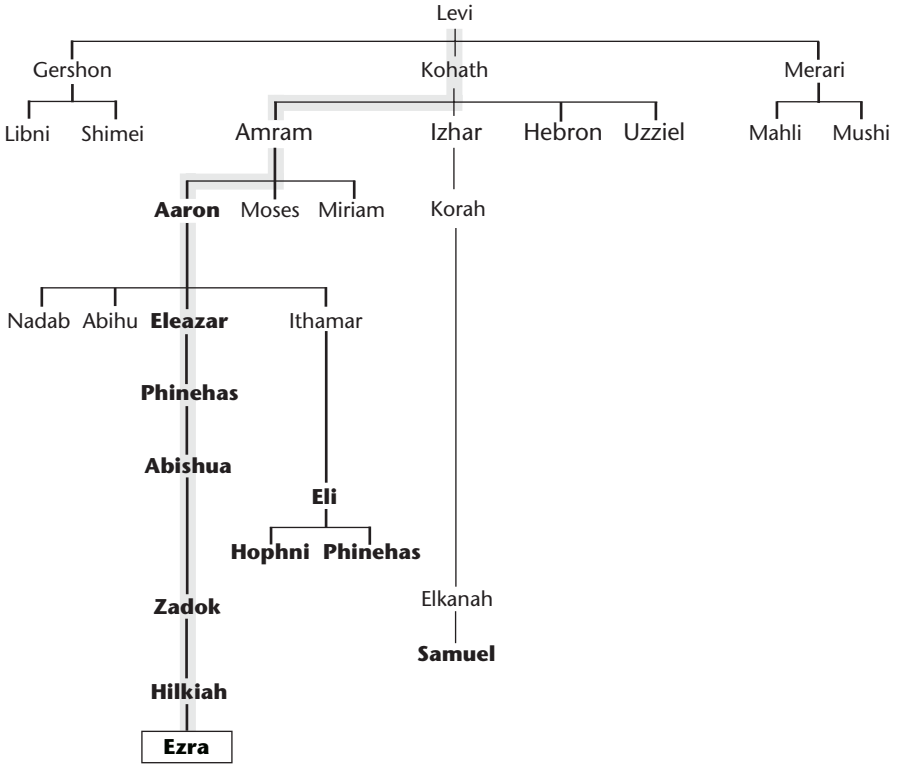 Levi
Gershon Kohath Merari
Libni Shimei Amram Izhar Hebron Uzziel Mahli Mushi
Aaron Moses Miriam Korah
Nadab Abihu Eleazar Ithamar
Phinehas
Abishua
Eli
Hophni Phinehas
Elkanah
Zadok
Samuel
Hilkiah
Ezra